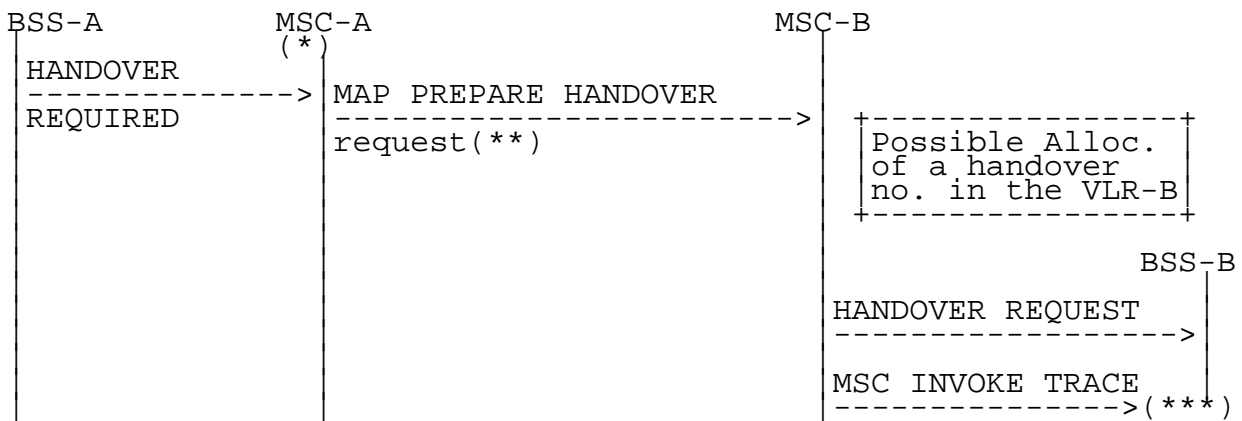 BSS-A MSC-A MSC-B
(*)
HANDOVER
--------------> MAP PREPARE HANDOVER
REQUIRED ------------------------>
request(**)
+-----------------+
Possible Alloc.
of a handover
no. in the VLR-B
+-----------------+
BSS-B
HANDOVER REQUEST
------------------>
MSC INVOKE TRACE
--------------->(***)